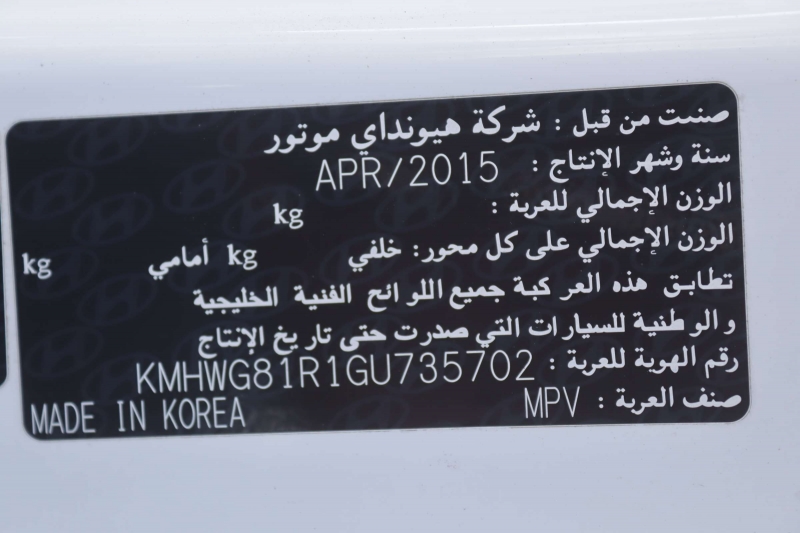 صنعت من قبل : شركة هيونداي موتور
سنة وشهر الإنتاج : APR/2015
الوزن الإجمالي للعربة : kg
الوزن الإجمالي على كل محور: خلفي kg أمامي kg
تطابق هذه العركبة جميع اللوائح الفنية الخليجية
والوطنية للسيارات التي صدرت حتى تاريخ الإنتاج
رقم الهوية للعربة : KMHWG81R1GU735702
صنف العربة : MPV
MADE IN KOREA